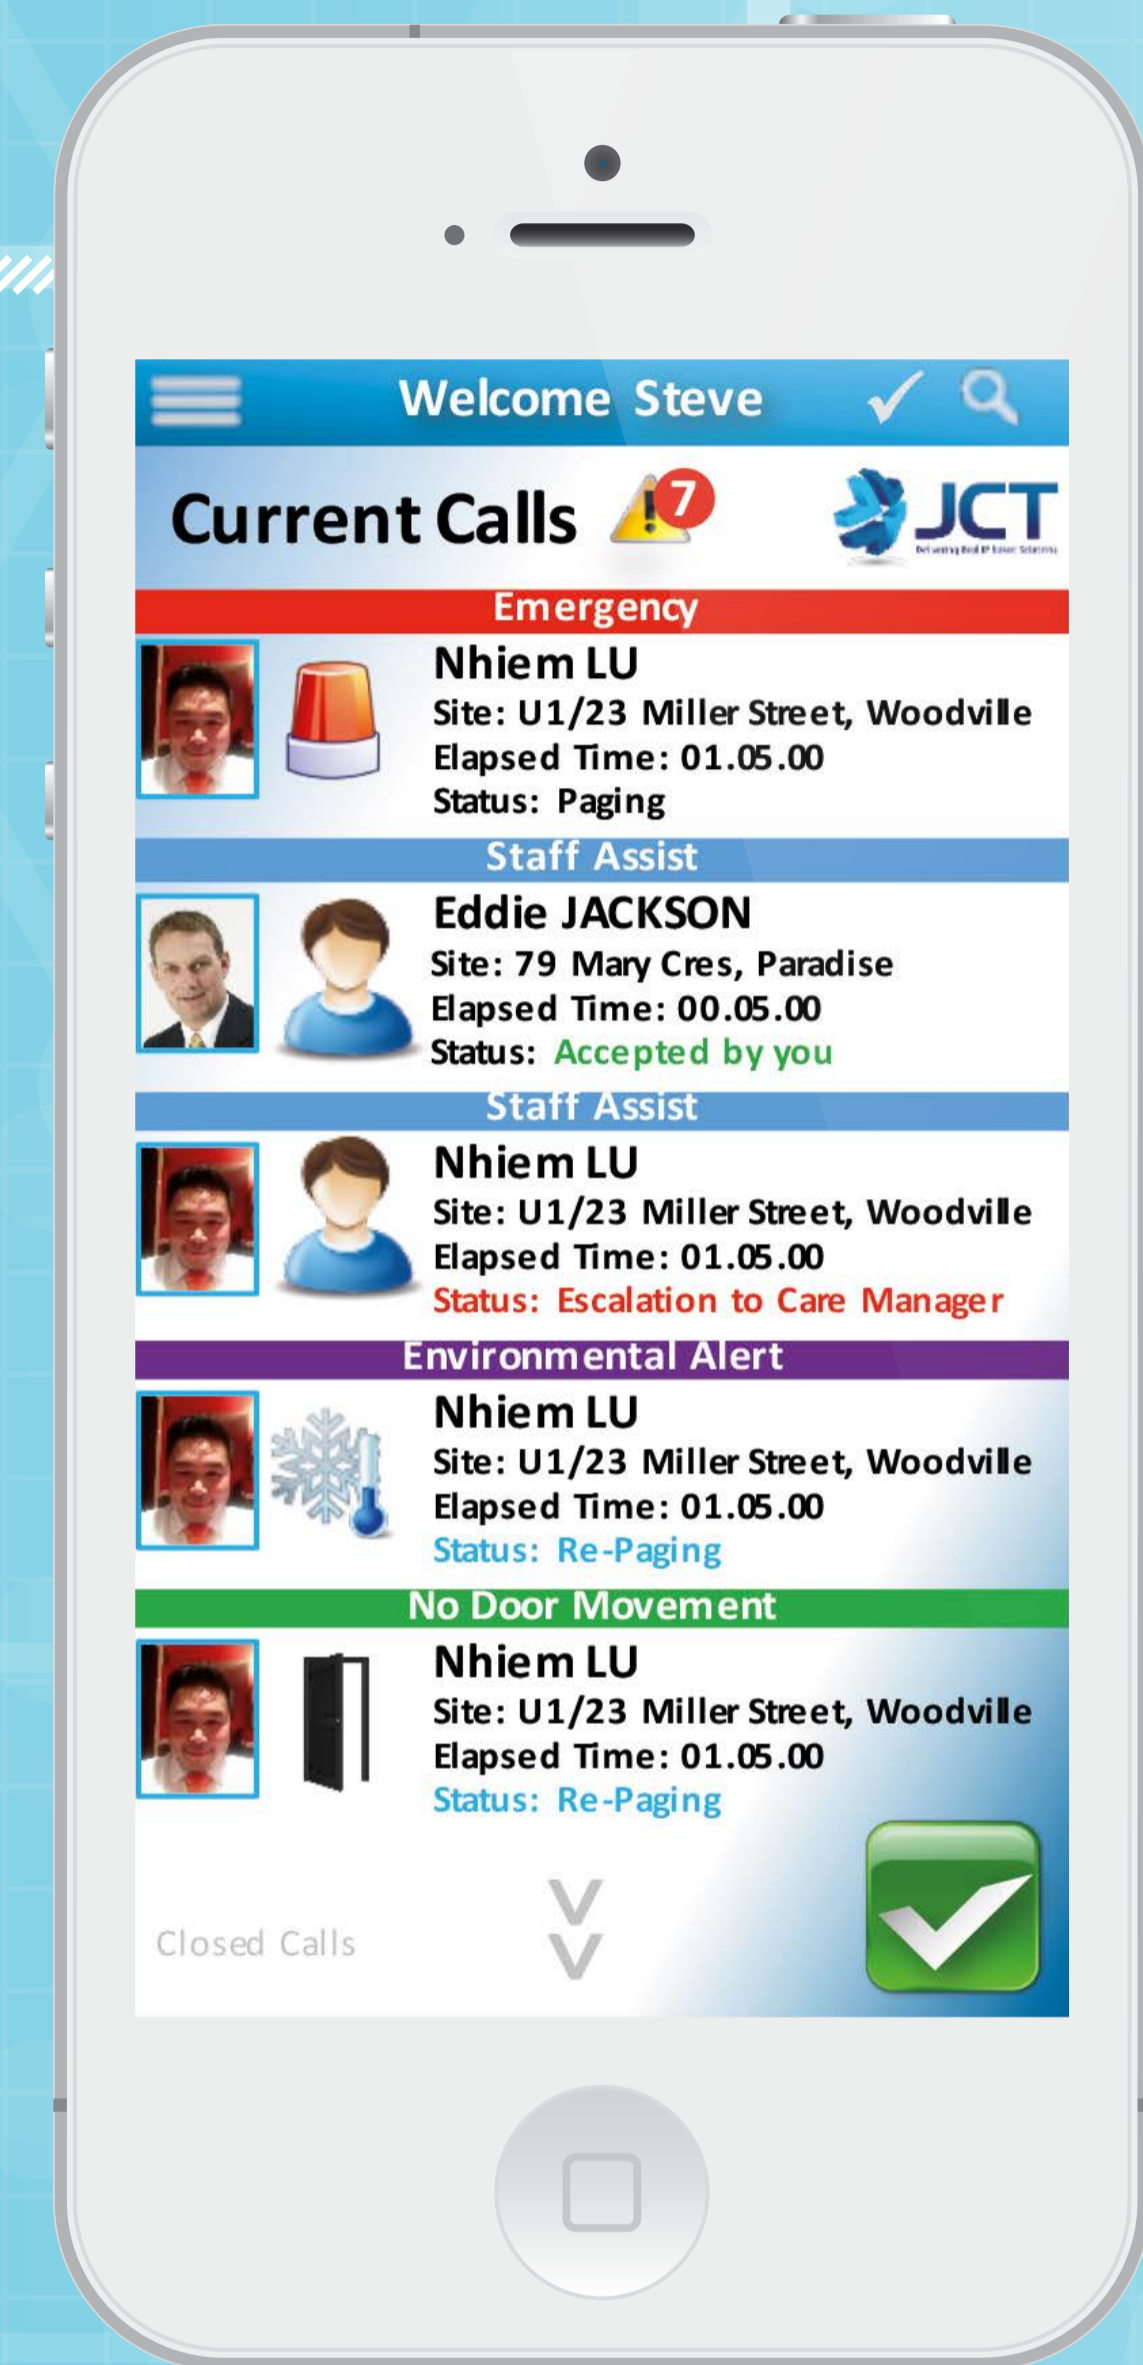 Welcome Steve
Current Calls
7
JCT
Delivering Real IP based Solutions
Emergency
Nhiem LU
Site: U1/23 Miller Street, Woodville
Elapsed Time: 01.05.00
Status: Paging
Staff Assist
Eddie JACKSON
Site: 79 Mary Cres, Paradise
Elapsed Time: 00.05.00
Status: Accepted by you
Staff Assist
Nhiem LU
Site: U1/23 Miller Street, Woodville
Elapsed Time: 01.05.00
Status: Escalation to Care Manager
Environmental Alert
Nhiem LU
Site: U1/23 Miller Street, Woodville
Elapsed Time: 01.05.00
Status: Re-Paging
No Door Movement
Nhiem LU
Site: U1/23 Miller Street, Woodville
Elapsed Time: 01.05.00
Status: Re-Paging
Closed Calls